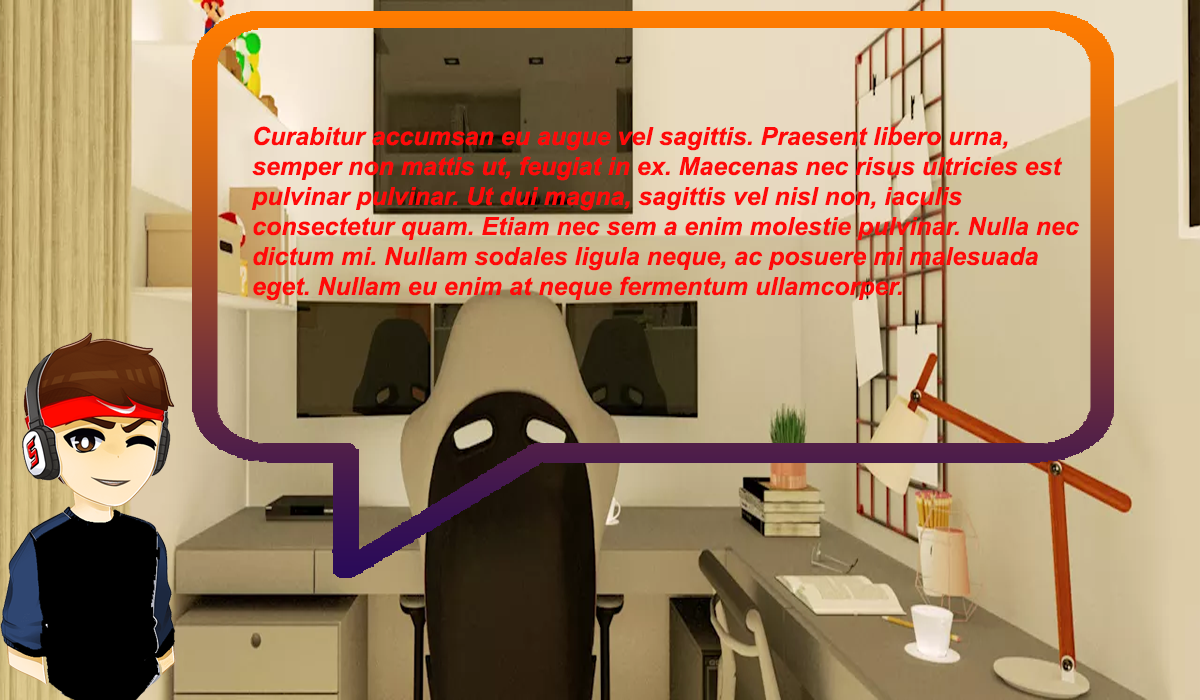 Curabitur accumsan eu augue vel sagittis. Praesent libero urna,
semper non mattis ut, feugiat in ex. Maecenas nec risus ultricies est
pulvinar pulvinar. Ut dui magna, sagittis vel nisl non, iaculis
consectetur quam. Etiam nec sem a enim molestie pulvinar. Nulla nec
dictum mi. Nullam sodales ligula neque, ac posuere mi malesuada
eget. Nullam eu enim at neque fermentum ullamcorper.